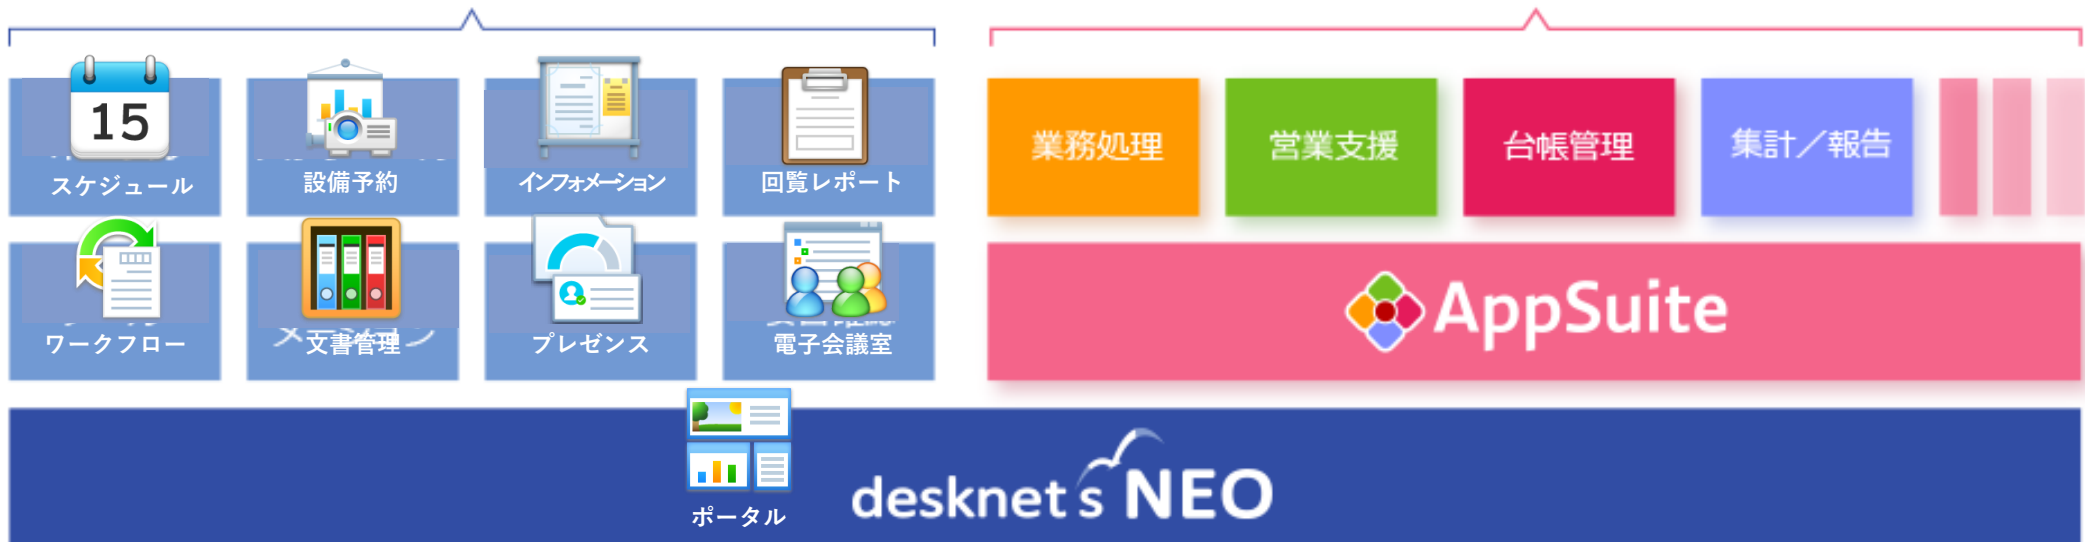 15
スケジュール
設備予約
インフォメーション
回覧レポート
業務処理
営業支援
台帳管理
集計／報告
ワークフロー
文書管理
プレゼンス
電子会議室
AppSuite
ポータル
desknet's NEO